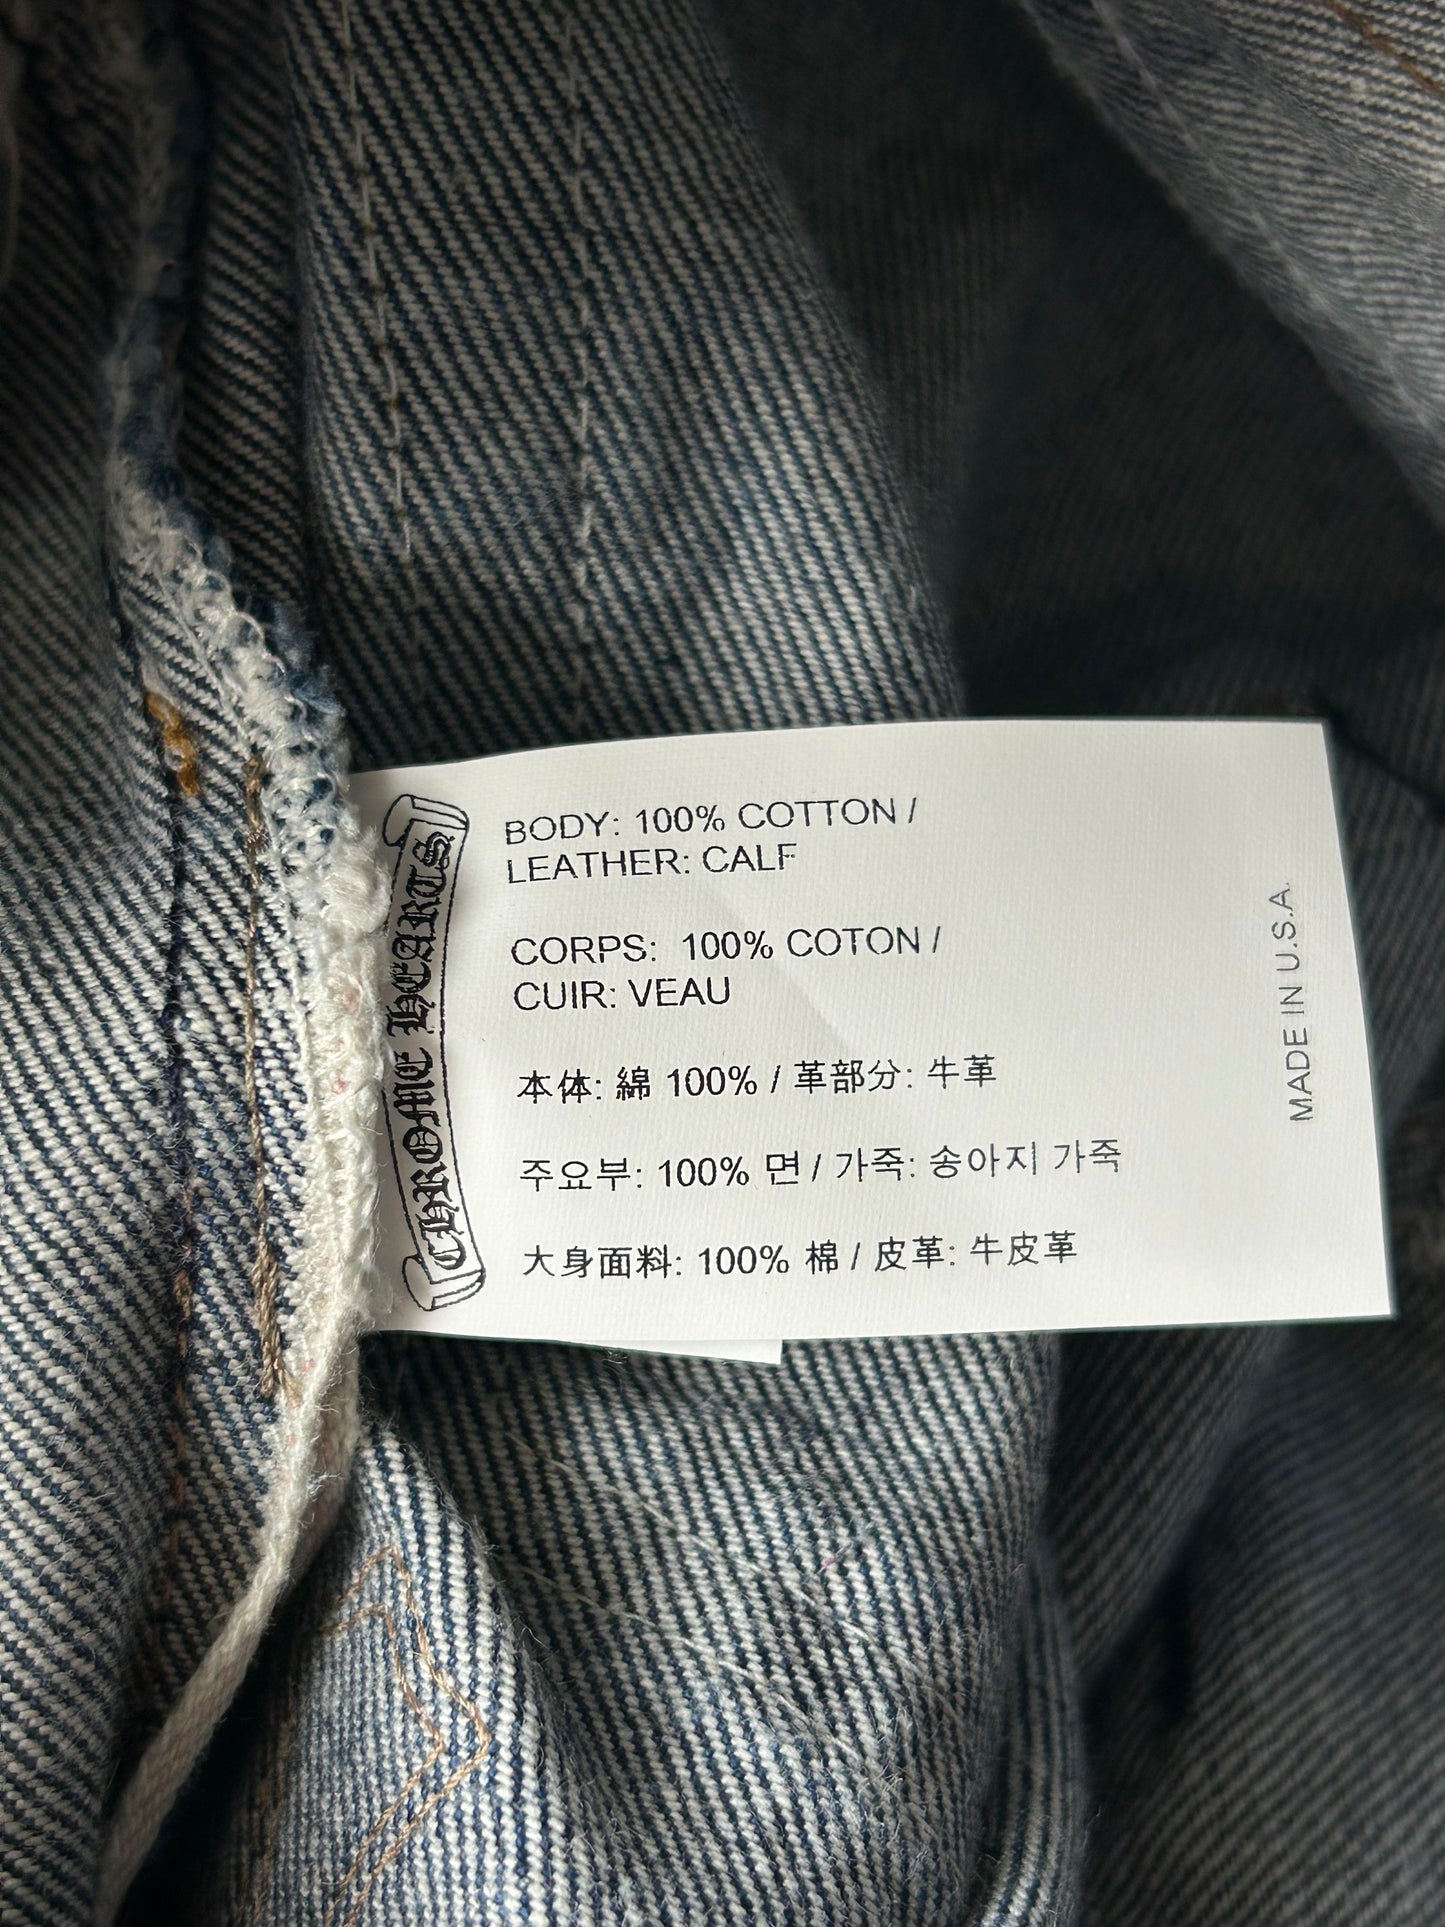 CHROME HEARTS
BODY: 100% COTTON /
LEATHER: CALF
CORPS: 100% COTON /
CUIR: VEAU
本体: 綿 100% / 革部分: 牛革
주요부: 100% 면 / 가죽: 송아지 가죽
大身面料: 100% 棉 / 皮革: 牛皮革
MADE IN U.S.A.